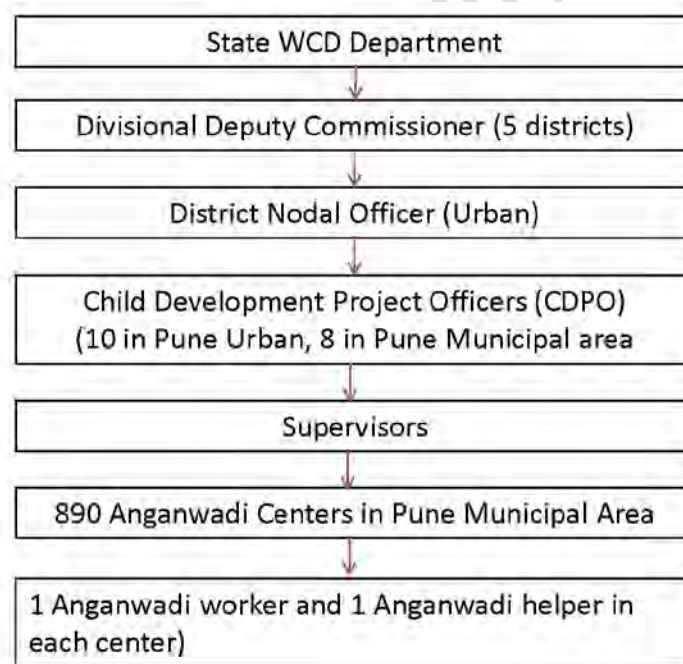 State WCD Department
Divisional Deputy Commissioner (5 districts)
District Nodal Officer (Urban)
Child Development Project Officers (CDPO)
(10 in Pune Urban, 8 in Pune Municipal area
Supervisors
890 Anganwadi Centers in Pune Municipal Area
1 Anganwadi worker and 1 Anganwadi helper in
each center)